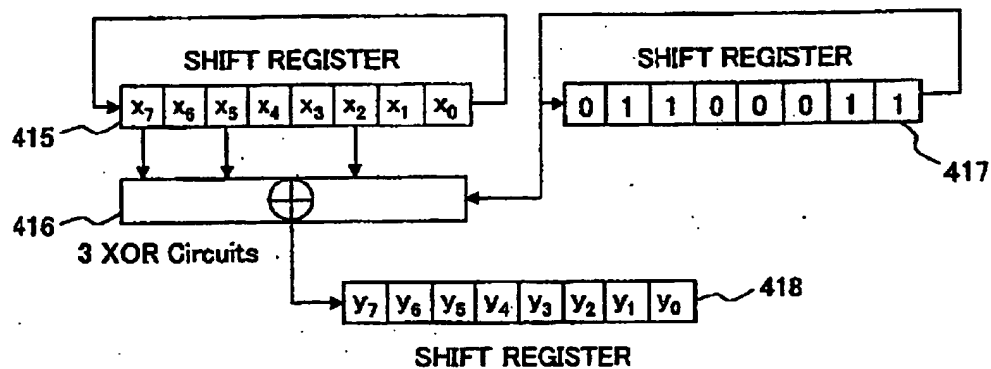 SHIFT REGISTER
SHIFT REGISTER
x7 x6 x5 x4 x3 x2 x1 x0
0 1 1 0 0 0 1 1
415
417
416
3 XOR Circuits
y7 y6 y5 y4 y3 y2 y1 y0
418
SHIFT REGISTER